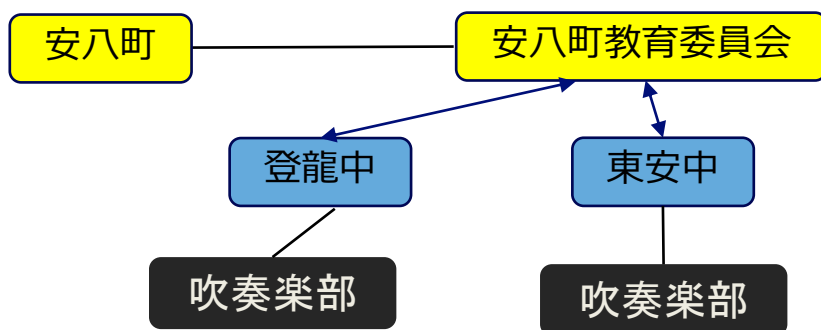 安八町
安八町教育委員会
登龍中
東安中
吹奏楽部
吹奏楽部